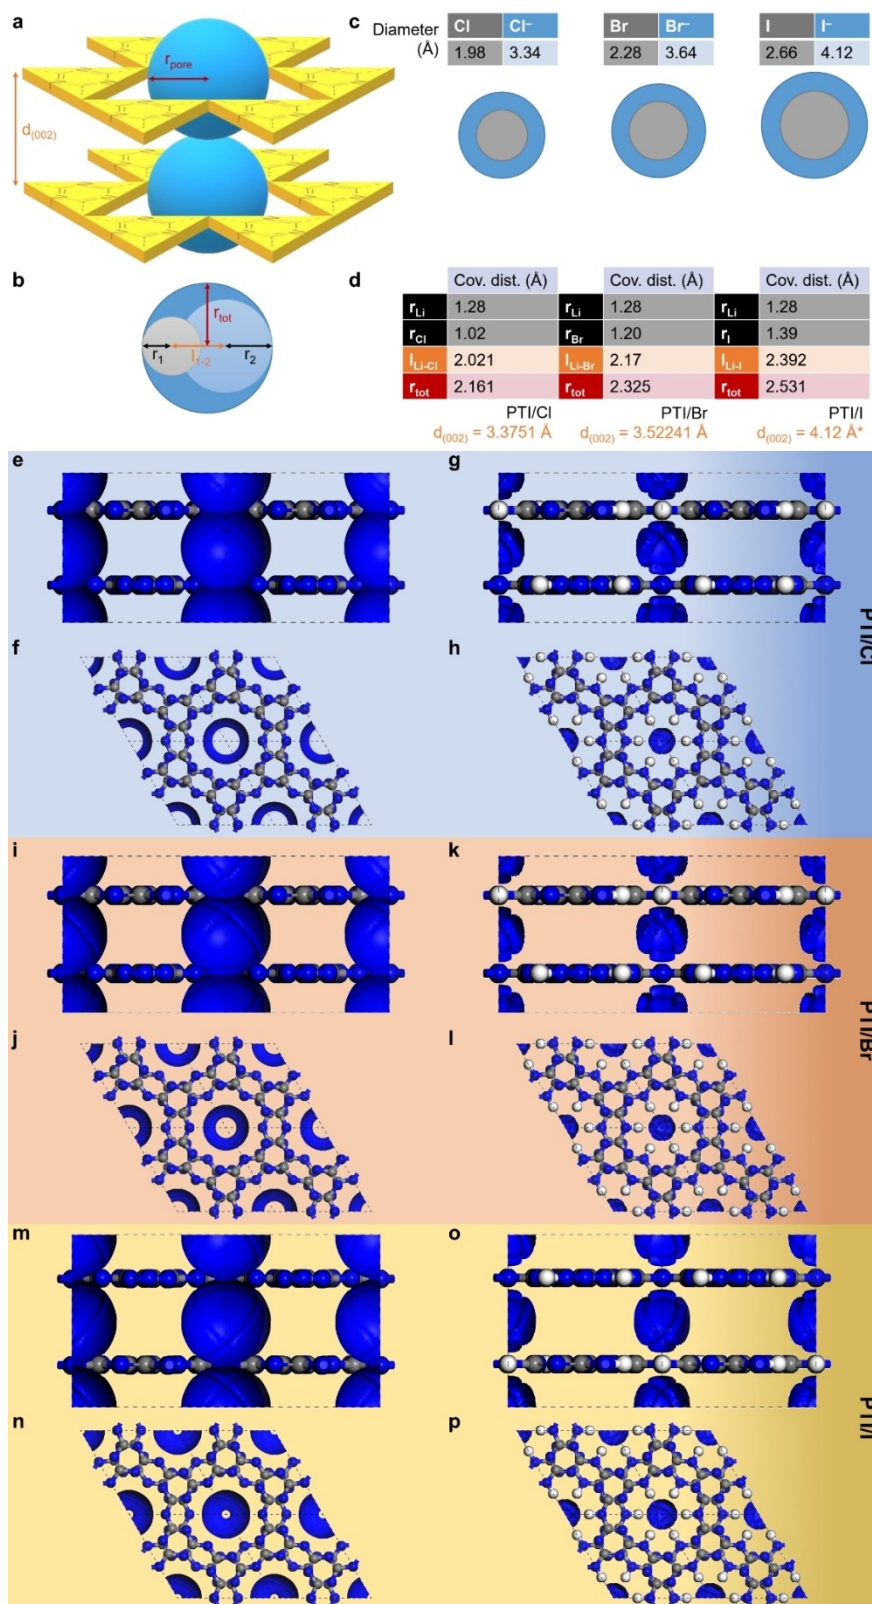 a
r_pore
d_(002)
c
Diameter (Å)
Cl Cl⁻
1.98 3.34
Br Br⁻
2.28 3.64
I I⁻
2.66 4.12
b
r_tot
r₁ l₁₋₂ r₂
d
Cov. dist. (Å) Cov. dist. (Å) Cov. dist. (Å)
r_Li 1.28 r_Li 1.28 r_Li 1.28
r_Cl 1.02 r_Br 1.20 r_I 1.39
l_Li-Cl 2.021 l_Li-Br 2.17 l_Li-I 2.392
r_tot 2.161 r_tot 2.325 r_tot 2.531
PTI/Cl PTI/Br PTI/I
d_(002) = 3.3751 Å d_(002) = 3.52241 Å d_(002) = 4.12 Å*
e
g
f
h
PTI/Cl
i
k
j
l
PTI/Br
m
o
n
p
PTI/I